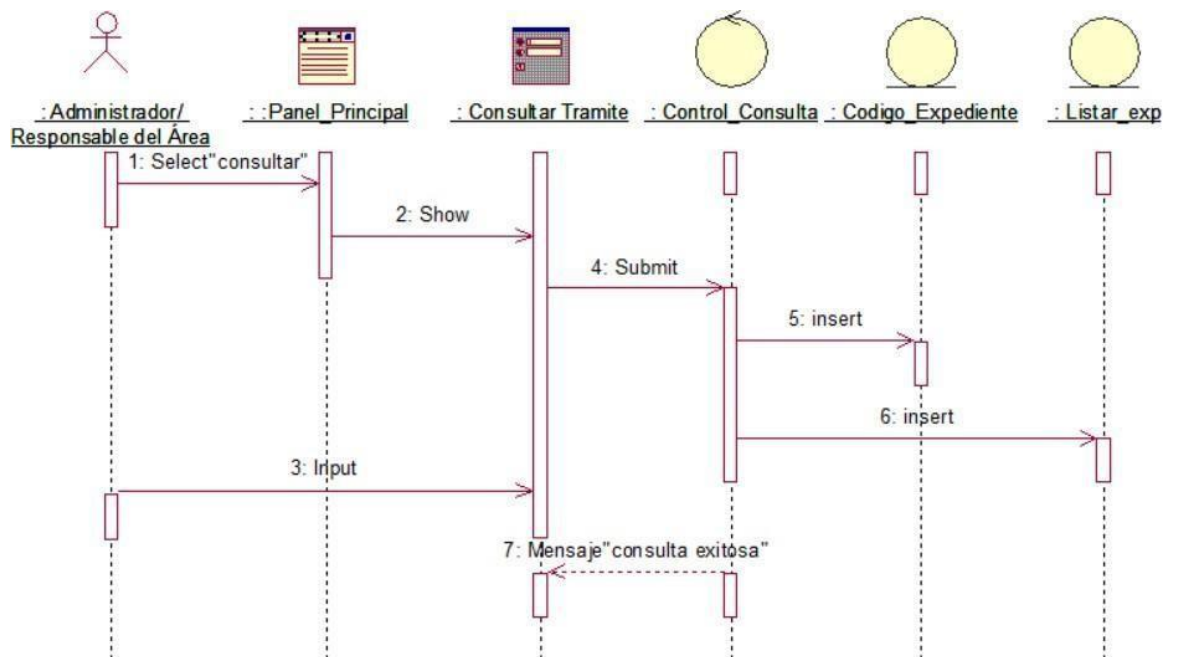 : Administrador/
Responsable del Área
: :Panel_Principal
: Consultar Tramite
: Control_Consulta
: Codigo_Expediente
: Listar_exp
1: Select"consultar"
2: Show
4: Submit
5: insert
6: insert
3: Input
7: Mensaje"consulta exitosa"